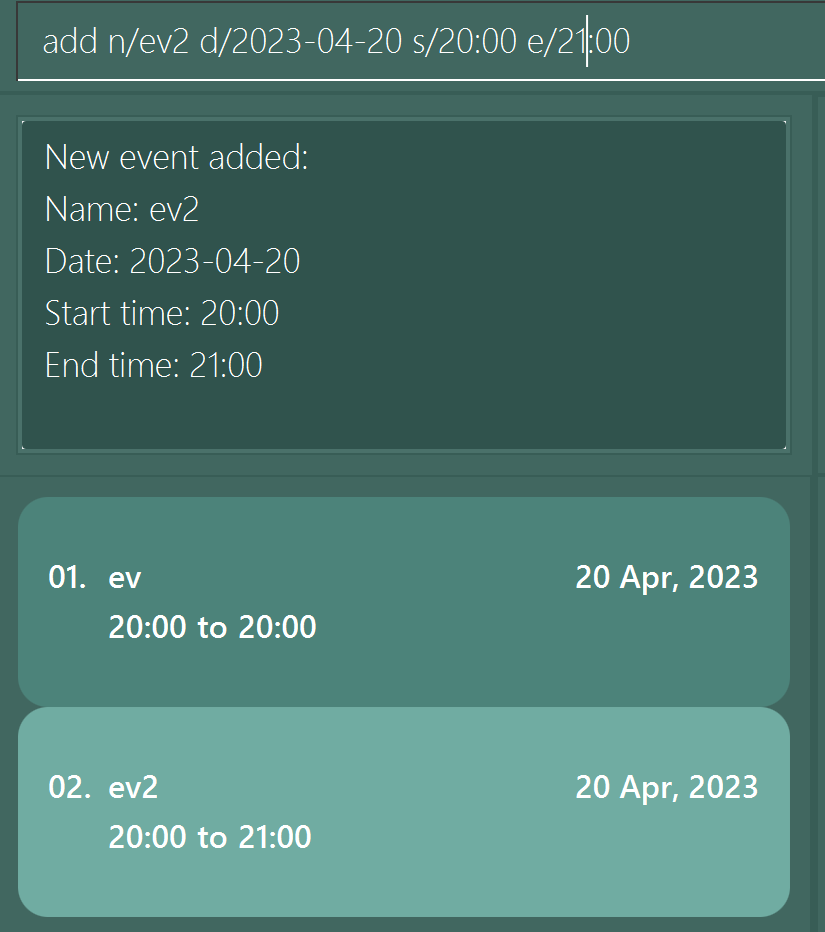 add n/ev2 d/2023-04-20 s/20:00 e/21:00
New event added:
Name: ev2
Date: 2023-04-20
Start time: 20:00
End time: 21:00
01. ev 20 Apr, 2023
20:00 to 20:00
02. ev2 20 Apr, 2023
20:00 to 21:00